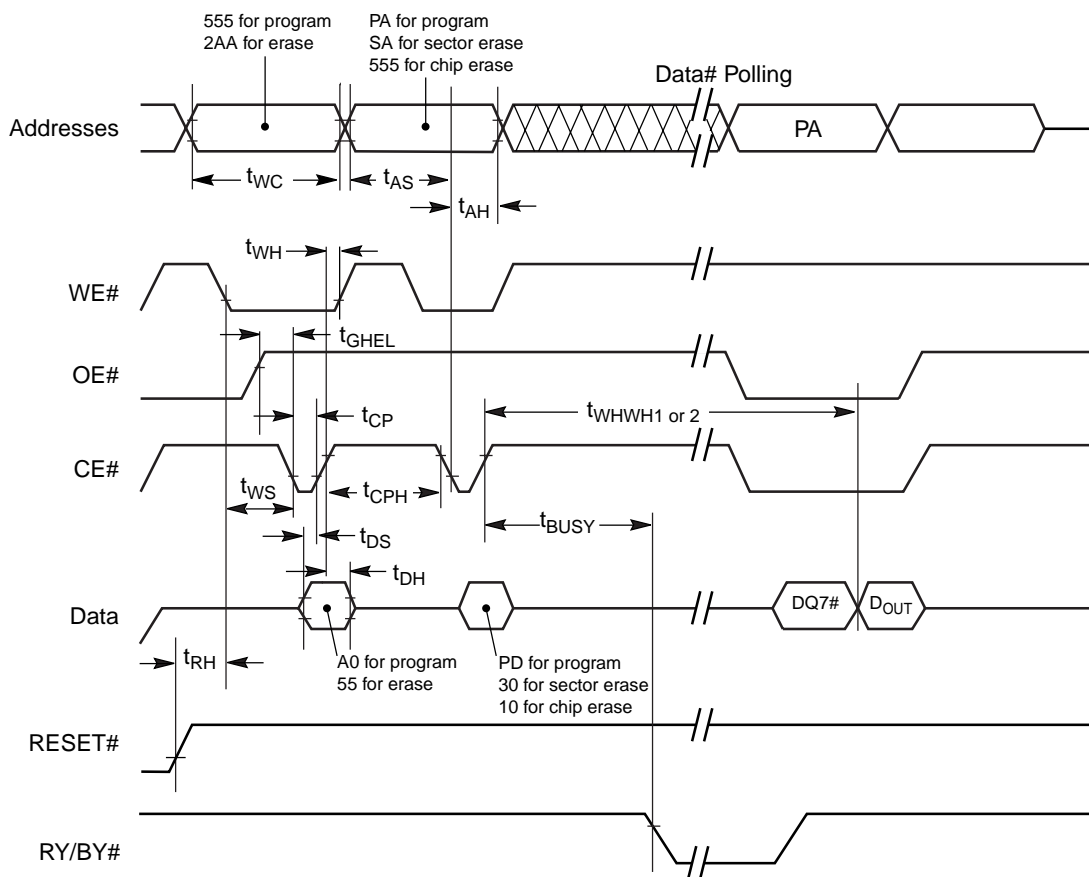 555 for program
2AA for erase
PA for program
SA for sector erase
555 for chip erase
Data# Polling
Addresses
PA
tWC
tAS
tAH
tWH
WE#
tGHEL
OE#
tWHWH1 or 2
tCP
CE#
tWS
tCPH
tBUSY
tDS
tDH
Data
DQ7#
DOUT
tRH
A0 for program
55 for erase
PD for program
30 for sector erase
10 for chip erase
RESET#
RY/BY#